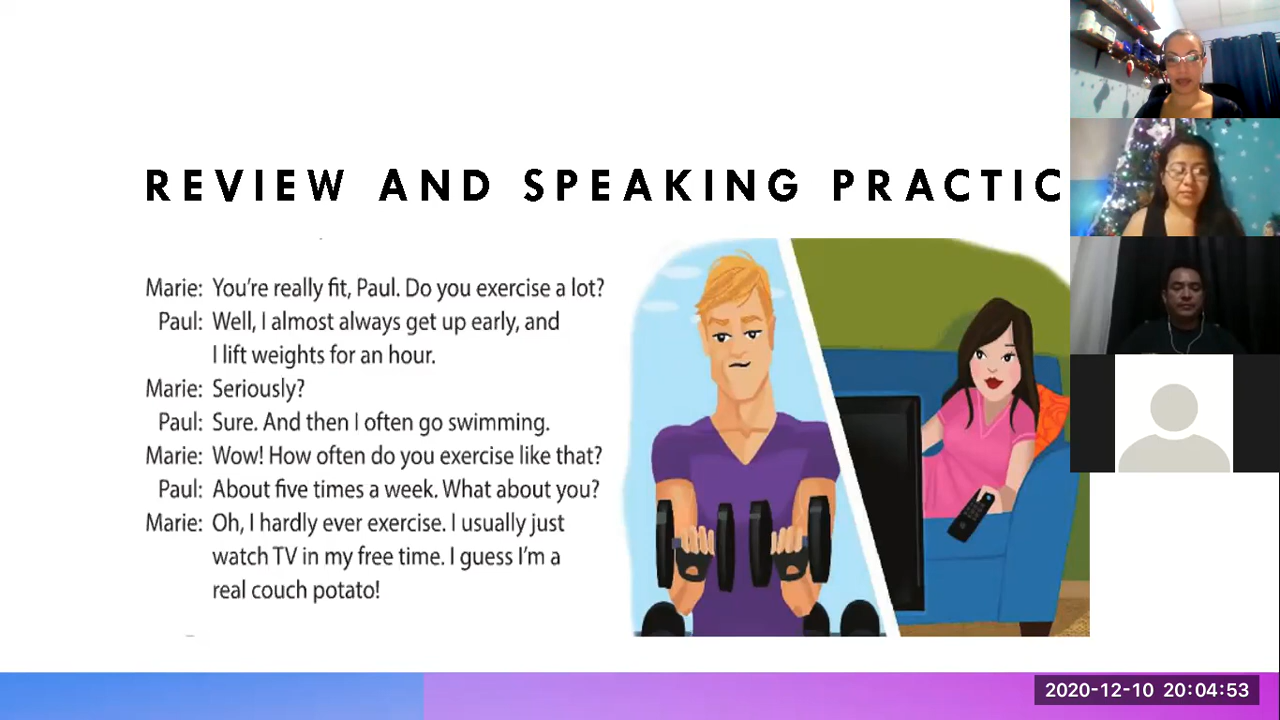 REVIEW AND SPEAKING PRACTIC
Marie: You're really fit, Paul. Do you exercise a lot?
Paul: Well, I almost always get up early, and
I lift weights for an hour.
Marie: Seriously?
Paul: Sure. And then I often go swimming.
Marie: Wow! How often do you exercise like that?
Paul: About five times a week. What about you?
Marie: Oh, I hardly ever exercise. I usually just
watch TV in my free time. I guess I'm a
real couch potato!
2020-12-10 20:04:53